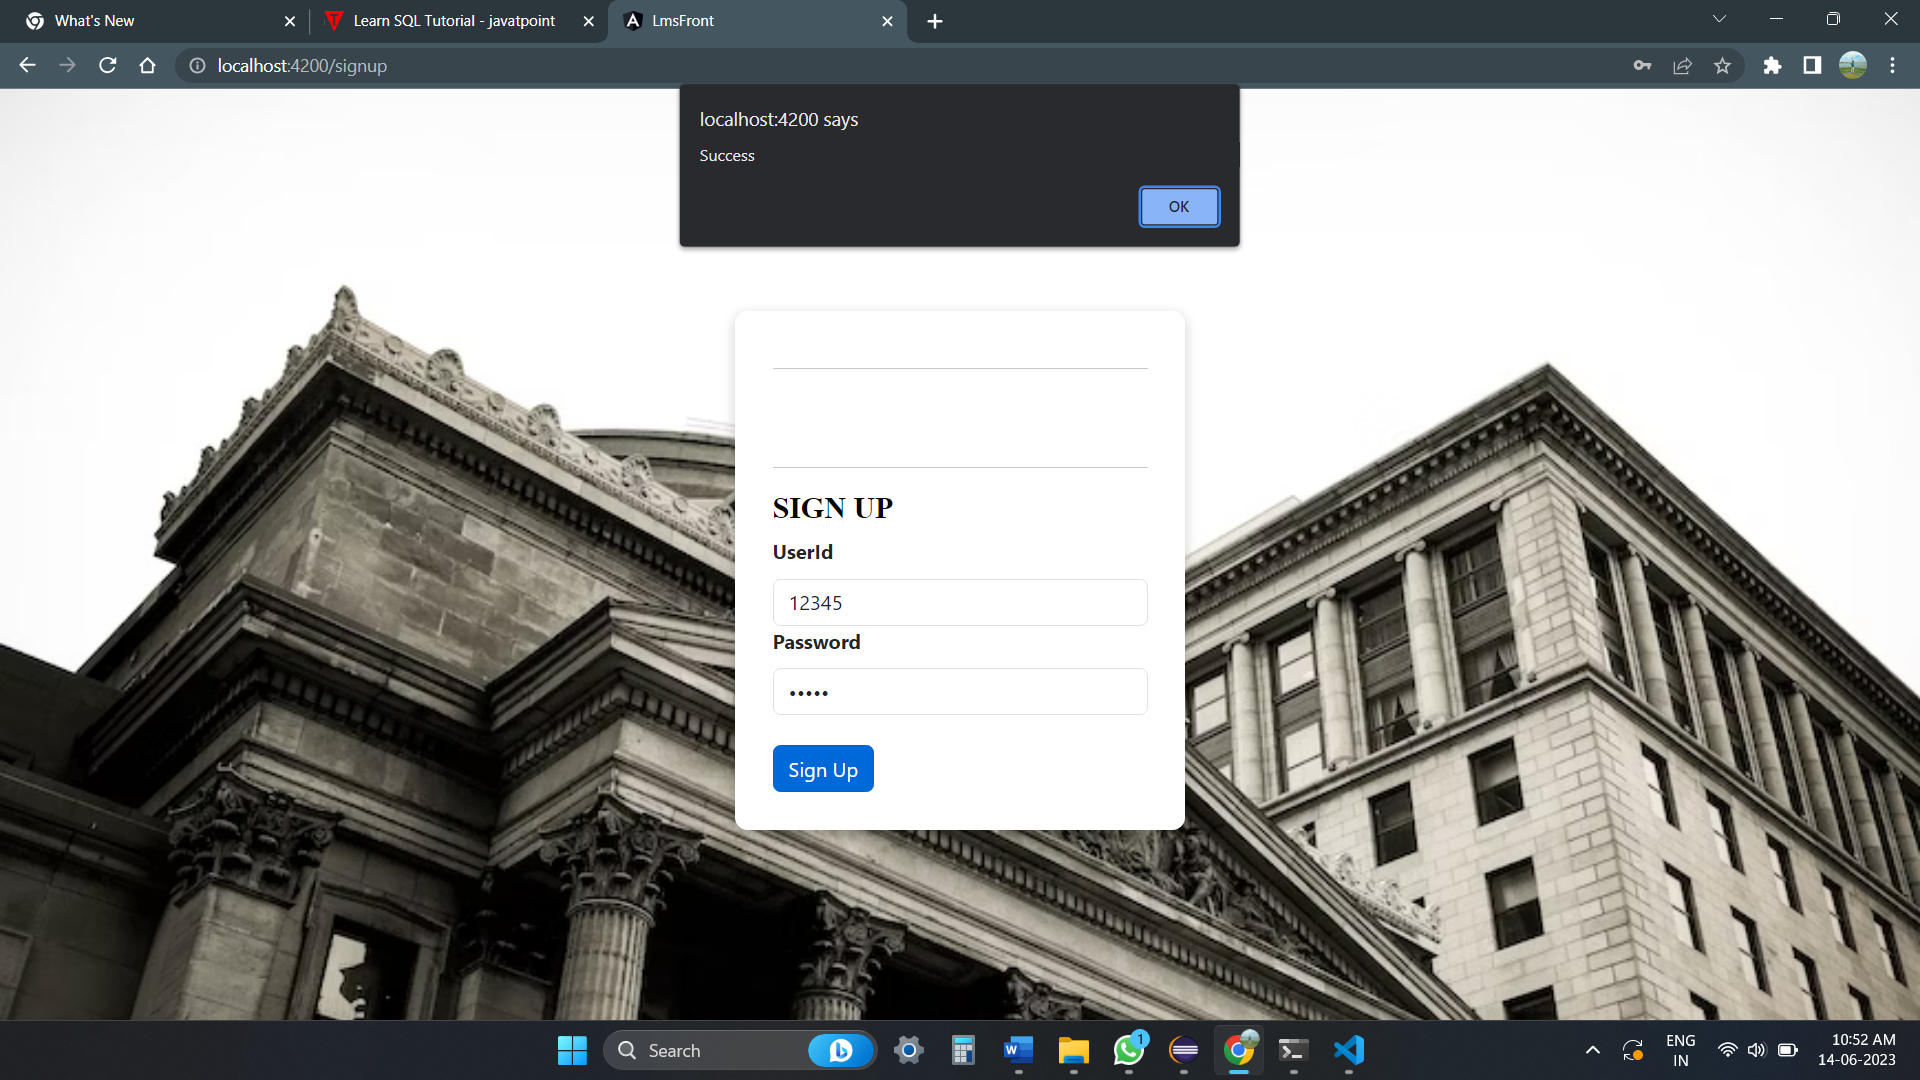 What's New
Learn SQL Tutorial - javatpoint
LmsFront
localhost:4200/signup
localhost:4200 says
Success
OK
SIGN UP
UserId
12345
Password
•••••
Sign Up
Search
1
ENG
IN
10:52 AM
14-06-2023